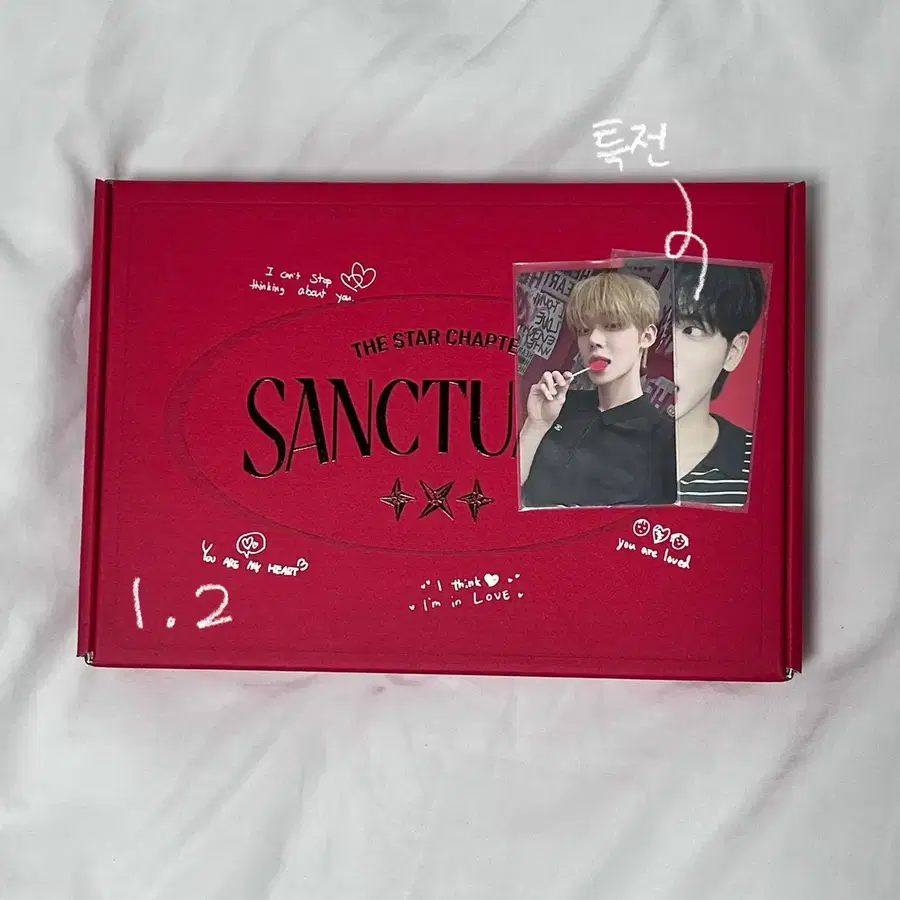 특전
I can't stop
thinking about you.
THE STAR CHAPTE
SANCTU
YOU ARE MY HEART
you are loved
I think
I'm in LOVE
1.2